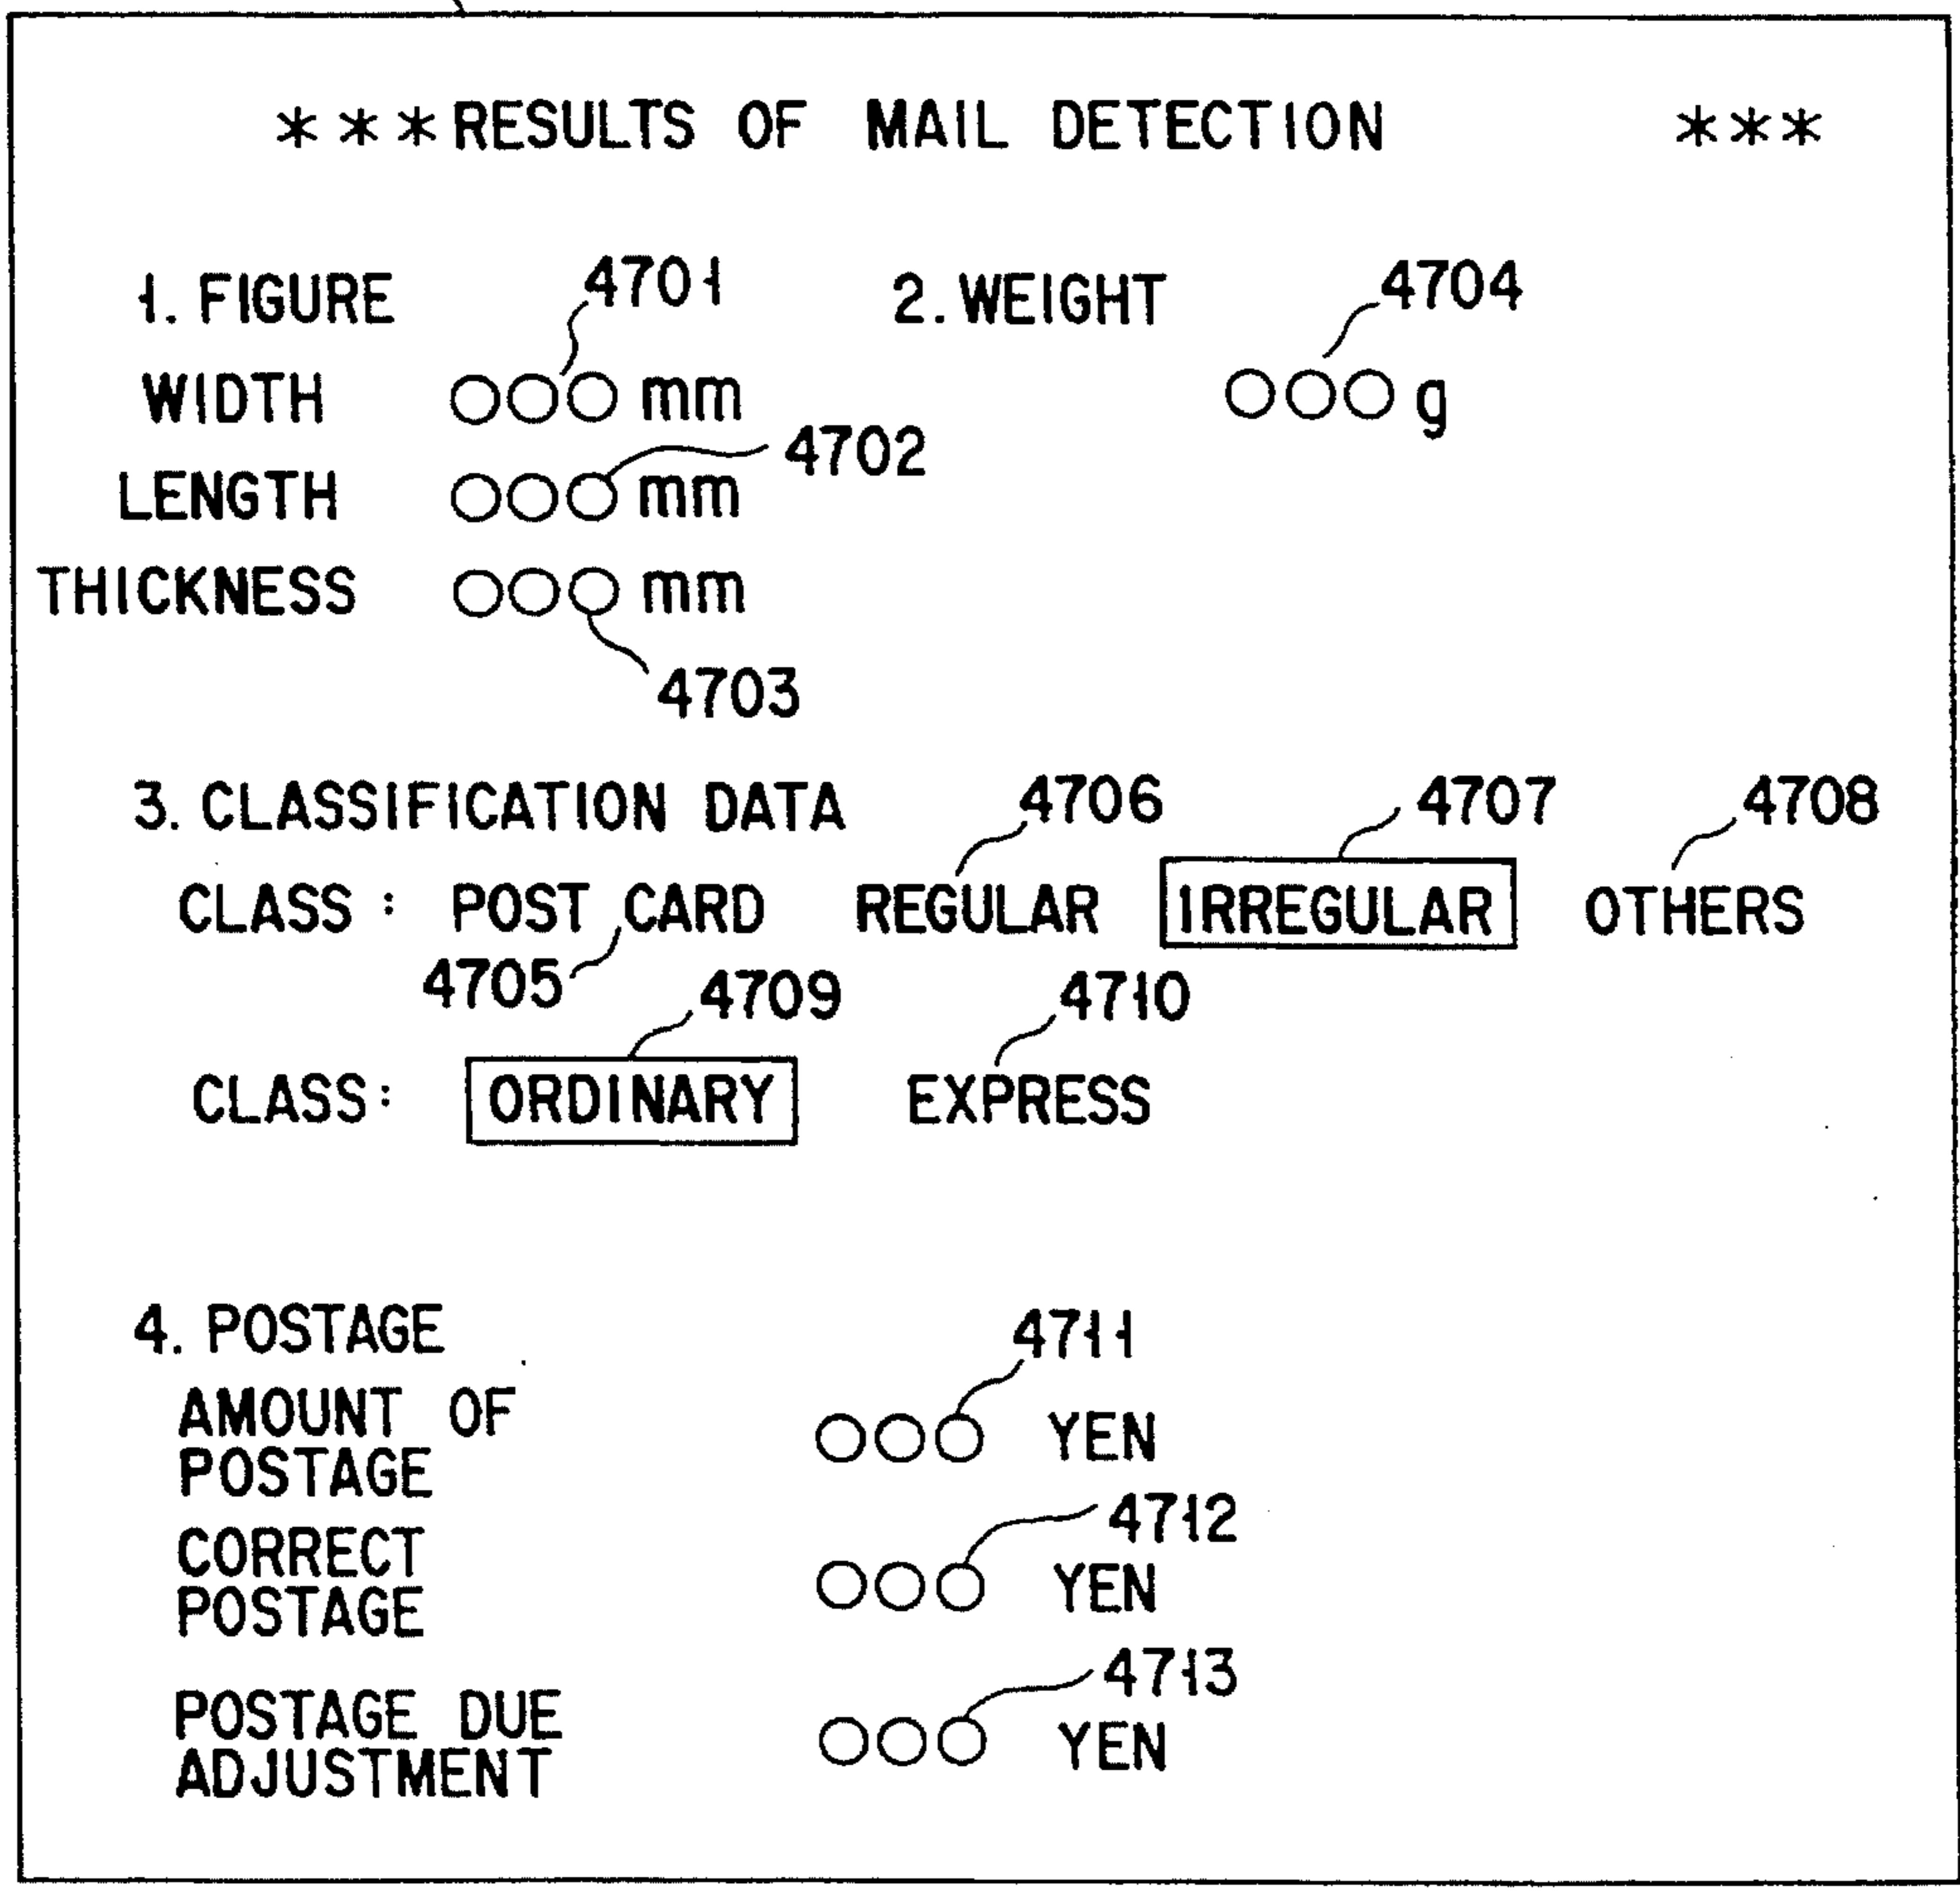 ***RESULTS OF MAIL DETECTION ***
1. FIGURE 4701 2. WEIGHT 4704
WIDTH ○○○ mm ○○○ g
4702
LENGTH ○○○ mm
THICKNESS ○○○ mm
4703
3. CLASSIFICATION DATA 4706 4707 4708
CLASS : POST CARD REGULAR IRREGULAR OTHERS
4705 4709 4710
CLASS: ORDINARY EXPRESS
4. POSTAGE 4711
AMOUNT OF
POSTAGE ○○○ YEN
4712
CORRECT
POSTAGE ○○○ YEN
4713
POSTAGE DUE
ADJUSTMENT ○○○ YEN